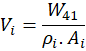 V_i = W_41 / (ρ_i . A_i)